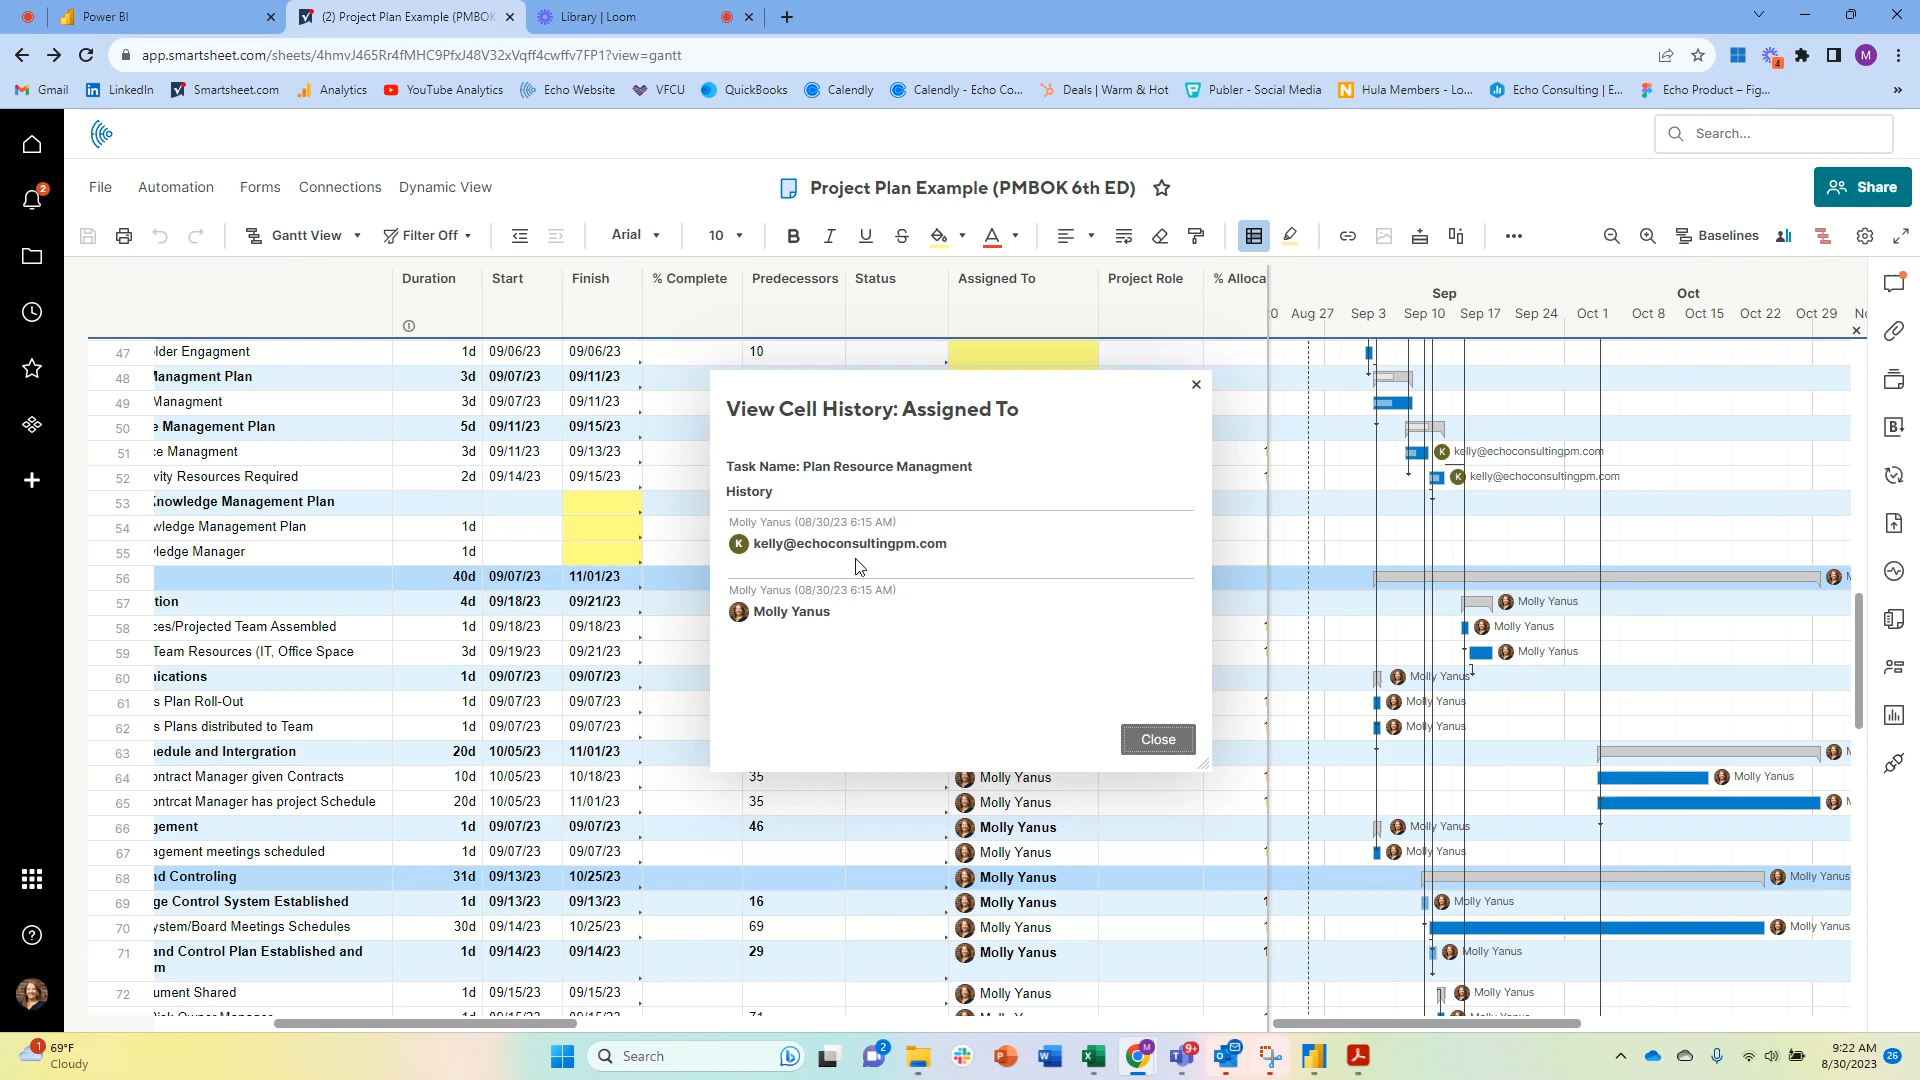 Power BI
(2) Project Plan Example (PMBOK
Library | Loom
app.smartsheet.com/sheets/4hmvJ465Rr4fMHC9PfxJ48V32xVqff4cwffv7FP1?view=gantt
4
M
Gmail
LinkedIn
Smartsheet.com
Analytics
YouTube Analytics
Echo Website
VFCU
QuickBooks
Calendly
Calendly - Echo Co...
Deals | Warm & Hot
Publer - Social Media
Hula Members - Lo...
Echo Consulting | E...
Echo Product – Fig...
Search...
File
Automation
Forms
Connections
Dynamic View
Project Plan Example (PMBOK 6th ED)
Share
2
Gantt View
Filter Off
Arial
10
Baselines
Duration
Start
Finish
% Complete
Predecessors
Status
Assigned To
Project Role
% Alloca
Sep
Oct
Aug 27
Sep 3
Sep 10
Sep 17
Sep 24
Oct 1
Oct 8
Oct 15
Oct 22
Oct 29
47 lder Engagment 1d 09/06/23 09/06/23 10
48 Managment Plan 3d 09/07/23 09/11/23
49 Managment 3d 09/07/23 09/11/23
50 e Management Plan 5d 09/11/23 09/15/23
51 ce Managment 3d 09/11/23 09/13/23 K kelly@echoconsultingpm.com
52 vity Resources Required 2d 09/14/23 09/15/23 K kelly@echoconsultingpm.com
53 Knowledge Management Plan
54 wledge Management Plan 1d
55 vledge Manager 1d
56 40d 09/07/23 11/01/23
57 tion 4d 09/18/23 09/21/23 Molly Yanus
58 ces/Projected Team Assembled 1d 09/18/23 09/18/23 Molly Yanus
59 Team Resources (IT, Office Space 3d 09/19/23 09/21/23 Molly Yanus
60 nications 1d 09/07/23 09/07/23 Molly Yanus
61 s Plan Roll-Out 1d 09/07/23 09/07/23 Molly Yanus
62 s Plans distributed to Team 1d 09/07/23 09/07/23 Molly Yanus
63 hedule and Intergration 20d 10/05/23 11/01/23
64 ontract Manager given Contracts 10d 10/05/23 10/18/23 35 Molly Yanus Molly Yanus
65 ontrcat Manager has project Schedule 20d 10/05/23 11/01/23 35 Molly Yanus
66 gement 1d 09/07/23 09/07/23 46 Molly Yanus Molly Yanus
67 agement meetings scheduled 1d 09/07/23 09/07/23 Molly Yanus Molly Yanus
68 nd Controling 31d 09/13/23 10/25/23 Molly Yanus Molly Yanus
69 ge Control System Established 1d 09/13/23 09/13/23 16 Molly Yanus Molly Yanus
70 ystem/Board Meetings Schedules 30d 09/14/23 10/25/23 69 Molly Yanus Molly Yanus
71 and Control Plan Established and 1d 09/14/23 09/14/23 29 Molly Yanus Molly Yanus
m
72 ument Shared 1d 09/15/23 09/15/23 Molly Yanus Molly Yanus
View Cell History: Assigned To
Task Name: Plan Resource Managment
History
Molly Yanus (08/30/23 6:15 AM)
K kelly@echoconsultingpm.com
Molly Yanus (08/30/23 6:15 AM)
Molly Yanus
Close
1
69°F
Cloudy
Search
2
M
9+
9:22 AM
8/30/2023
26